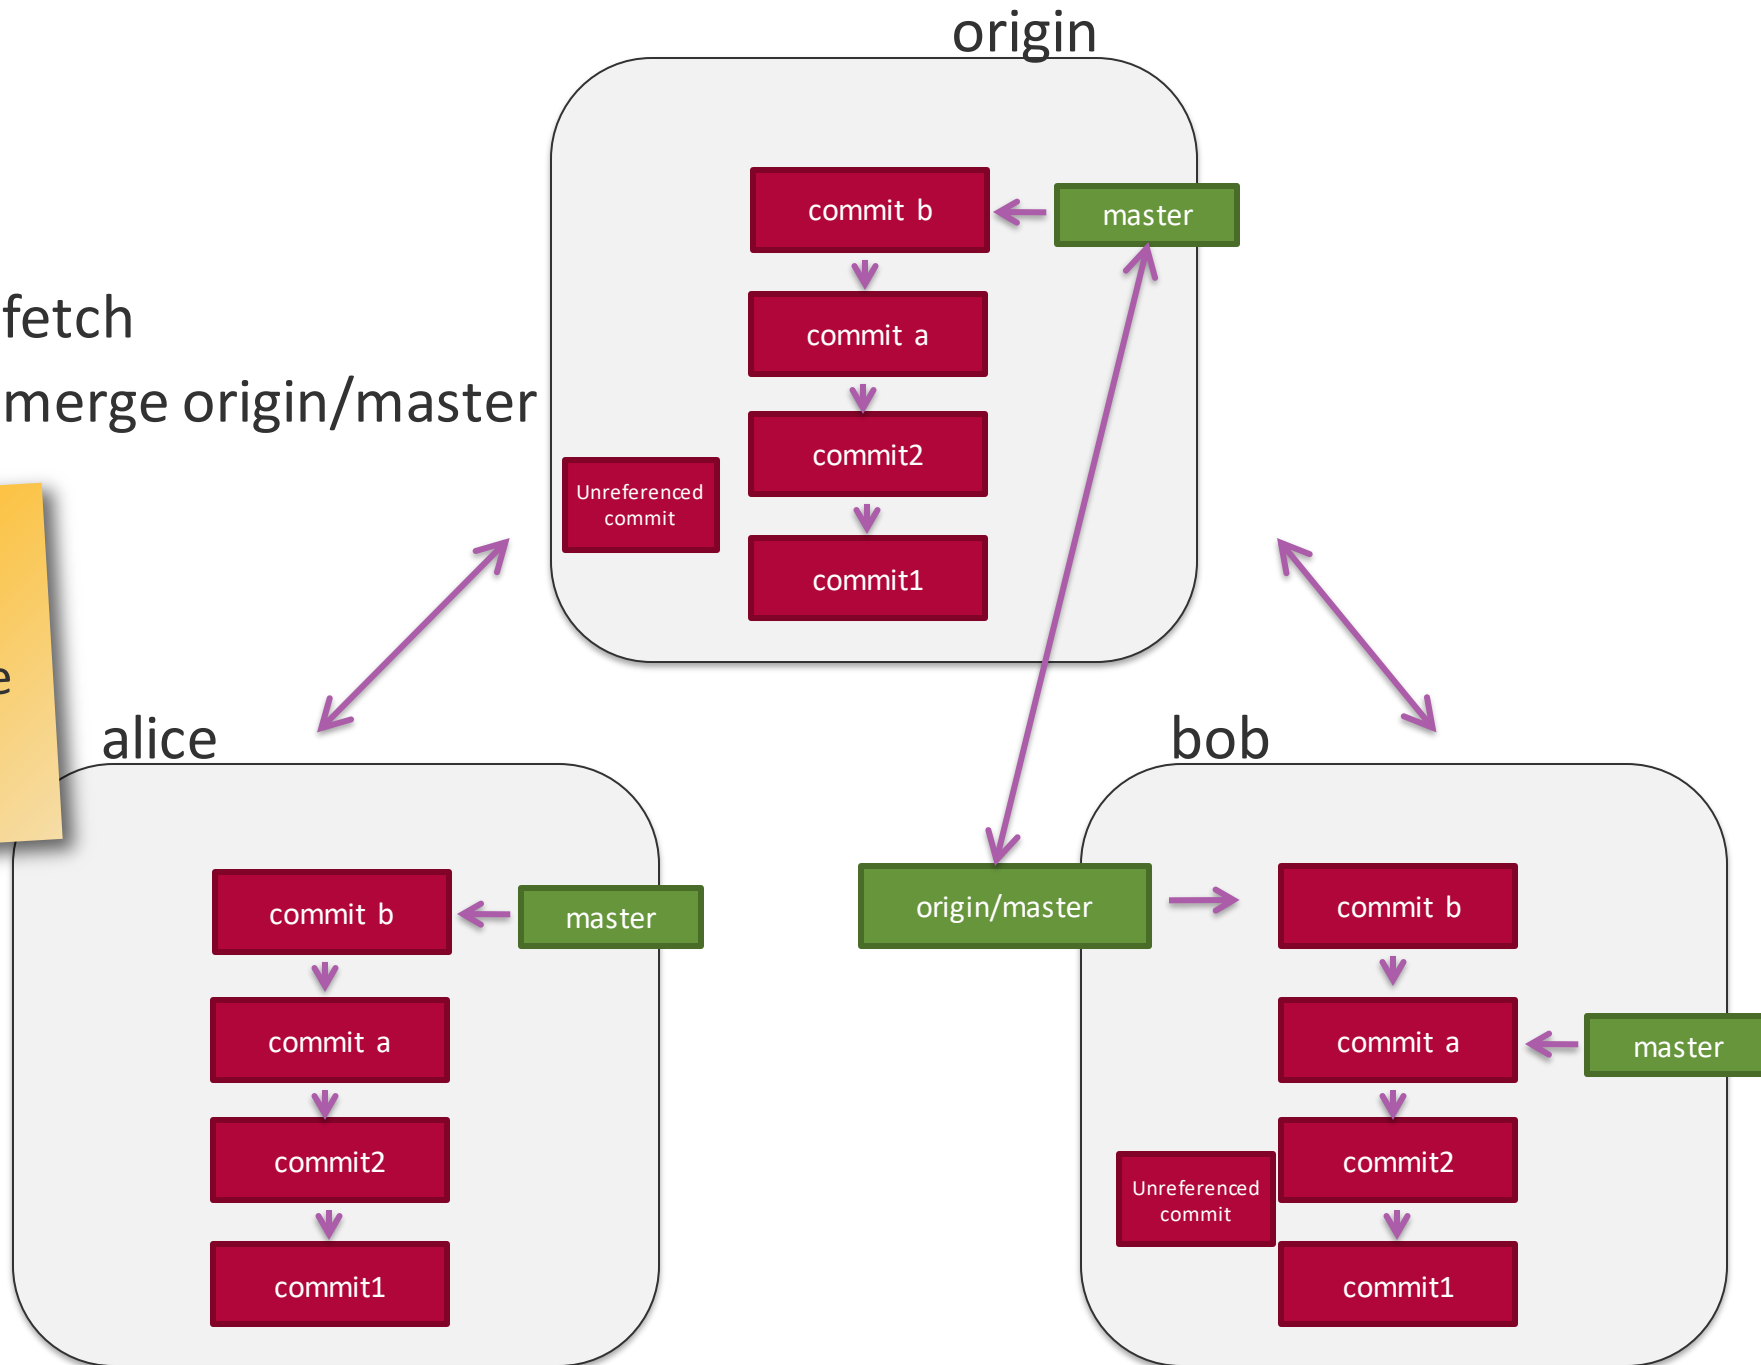 origin
commit b
master
commit a
commit2
Unreferenced
commit
commit1
fetch
merge origin/master
alice
commit b
master
commit a
commit2
commit1
bob
origin/master
commit b
commit a
master
commit2
Unreferenced
commit
commit1